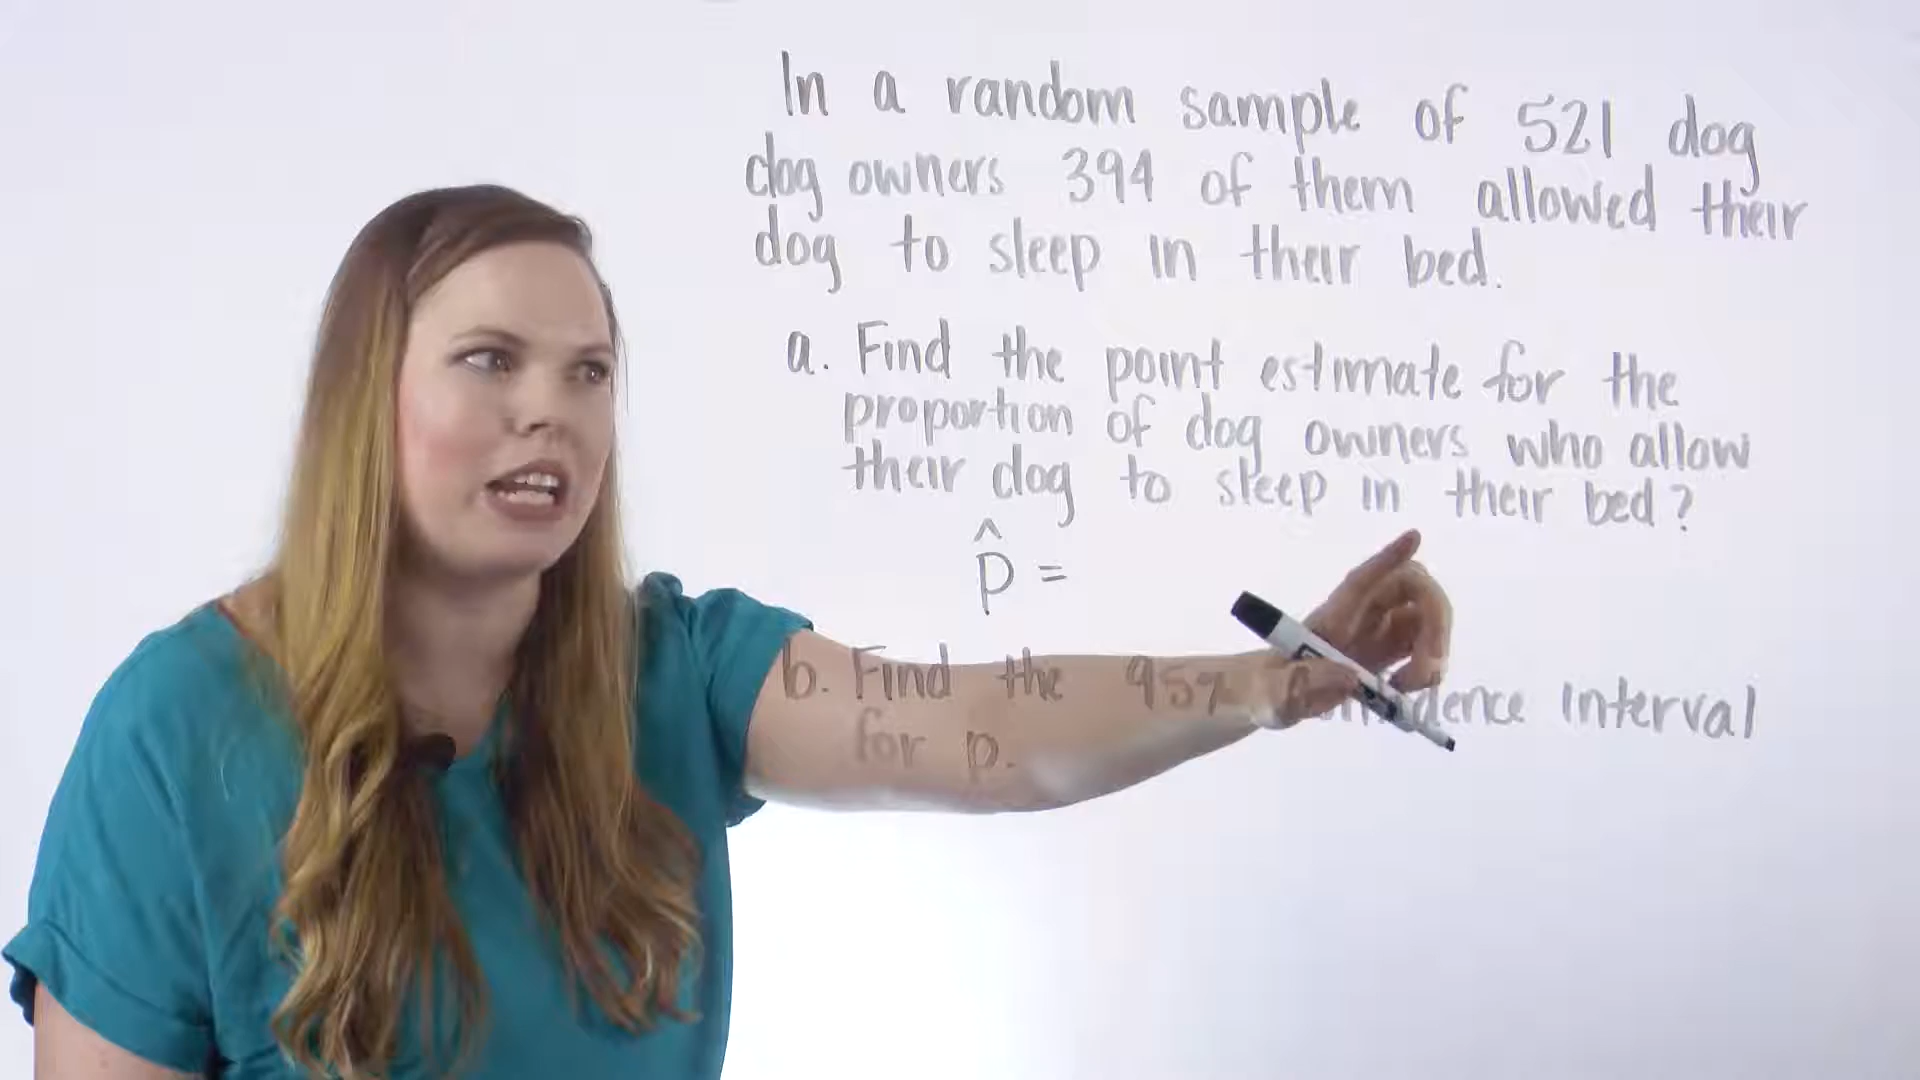 In a random sample of 521 dog
dog owners 394 of them allowed their
dog to sleep in their bed.
a. Find the point estimate for the
proportion of dog owners who allow
their dog to sleep in their bed?
p̂ =
b. Find the 95% confidence interval
for p.